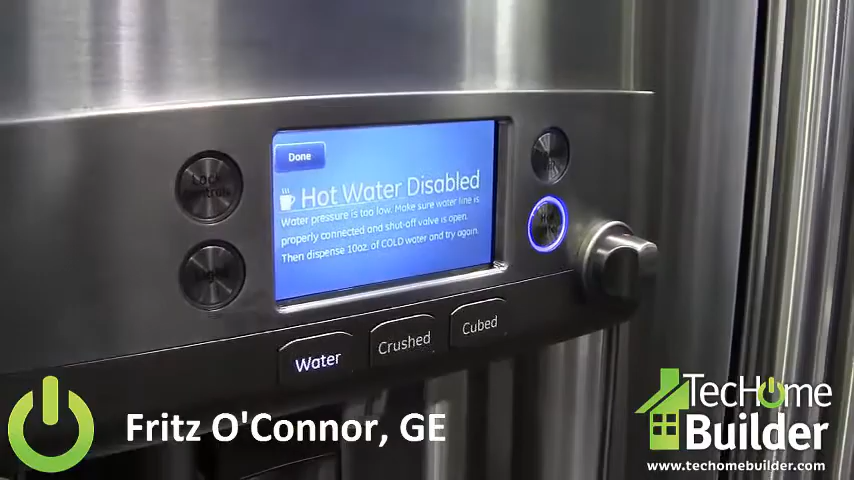 Done
Lock
Controls
Hot Water Disabled
Water pressure is too low. Make sure water line is
properly connected and shut-off valve is open.
Then dispense 10oz. of COLD water and try again.
Water
Crushed
Cubed
Fritz O'Connor, GE
TecHome
Builder
www.techomebuilder.com